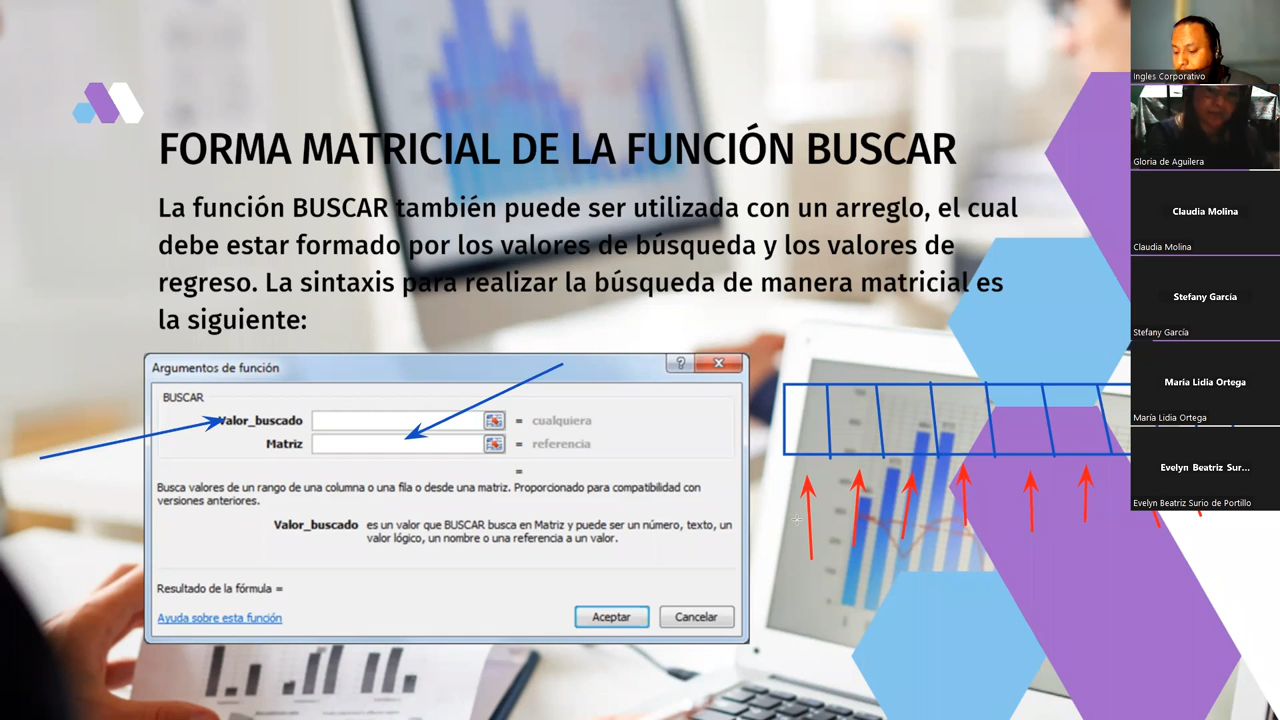 FORMA MATRICIAL DE LA FUNCIÓN BUSCAR
La función BUSCAR también puede ser utilizada con un arreglo, el cual
debe estar formado por los valores de búsqueda y los valores de
regreso. La sintaxis para realizar la búsqueda de manera matricial es
la siguiente:
Argumentos de función
BUSCAR
Valor_buscado = cualquiera
Matriz = referencia
=
Busca valores de un rango de una columna o una fila o desde una matriz. Proporcionado para compatibilidad con
versiones anteriores.
Valor_buscado es un valor que BUSCAR busca en Matriz y puede ser un número, texto, un
valor lógico, un nombre o una referencia a un valor.
Resultado de la fórmula =
Ayuda sobre esta función
Aceptar
Cancelar
Ingles Corporativo
Gloria de Aguilera
Claudia Molina
Claudia Molina
Stefany García
Stefany García
María Lidia Ortega
María Lidia Ortega
Evelyn Beatriz Sur...
Evelyn Beatriz Surio de Portillo